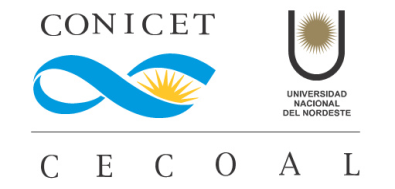 CONICET
UNIVERSIDAD
NACIONAL
DEL NORDESTE
C E C O A L